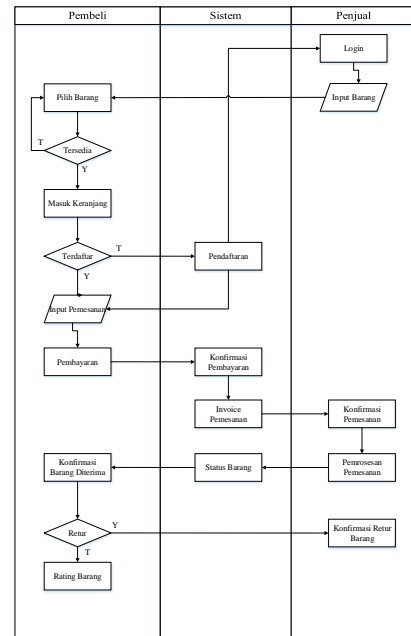 Pembeli
Sistem
Penjual
Login
Pilih Barang
Input Barang
T
Tersedia
Y
Masuk Keranjang
T
Terdaftar
Pendaftaran
Y
Input Pemesanan
Pembayaran
Konfirmasi
Pembayaran
Invoice
Pemesanan
Konfirmasi
Pemesanan
Konfirmasi
Barang Diterima
Status Barang
Pemrosesan
Pemesanan
Y
Retur
Konfirmasi Retur
Barang
T
Rating Barang